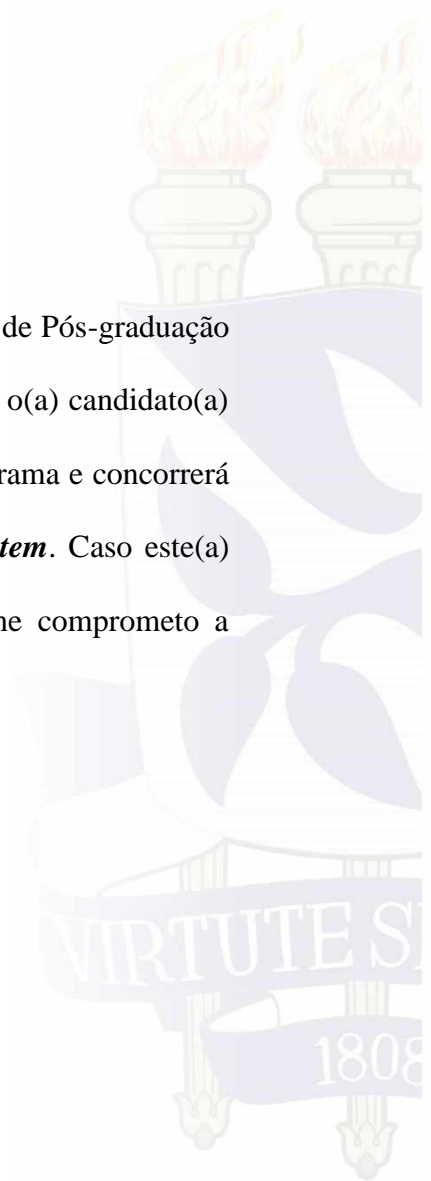 de Pós-graduação
o(a) candidato(a)
rama e concorrerá
tem. Caso este(a)
me comprometo a
VIRTUTE S
1808